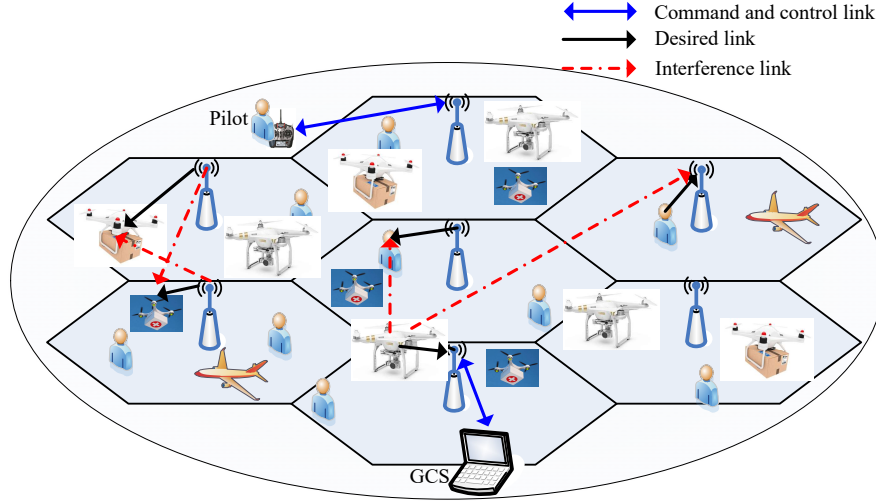 Command and control link
Desired link
Interference link
Pilot
GCS